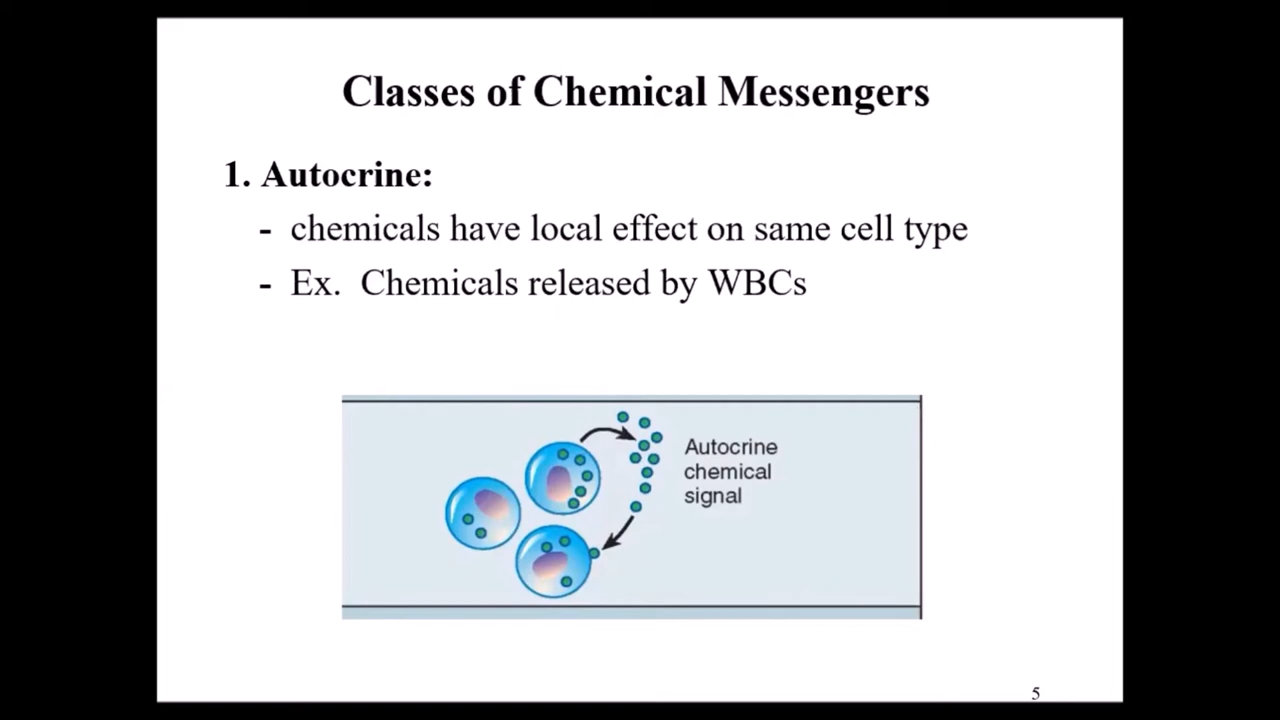 Classes of Chemical Messengers
1. Autocrine:
- chemicals have local effect on same cell type
- Ex. Chemicals released by WBCs
Autocrine
chemical
signal
5